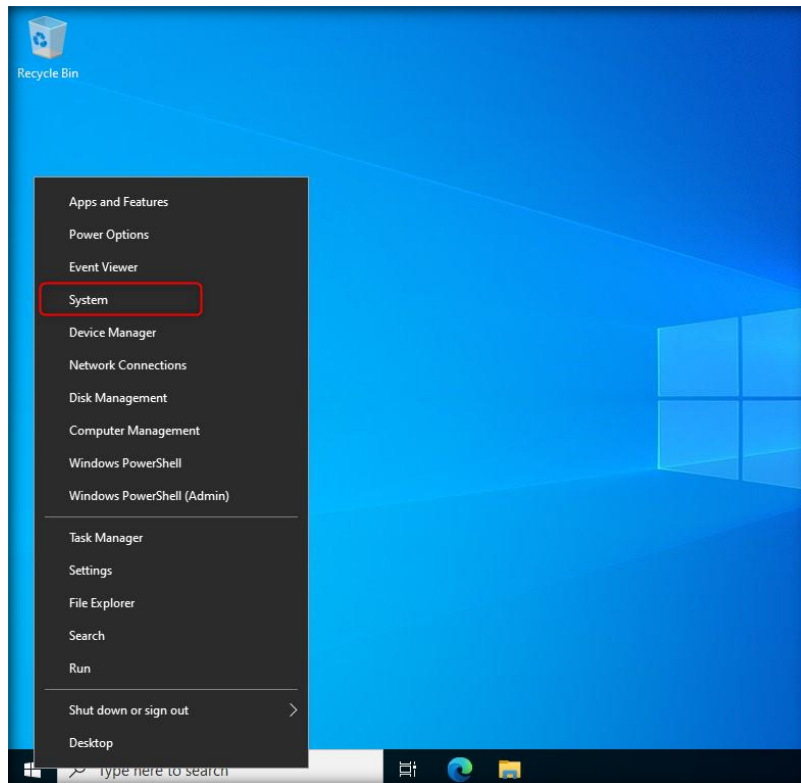 Recycle Bin
Apps and Features
Power Options
Event Viewer
System
Device Manager
Network Connections
Disk Management
Computer Management
Windows PowerShell
Windows PowerShell (Admin)
Task Manager
Settings
File Explorer
Search
Run
Shut down or sign out
Desktop
Type here to search